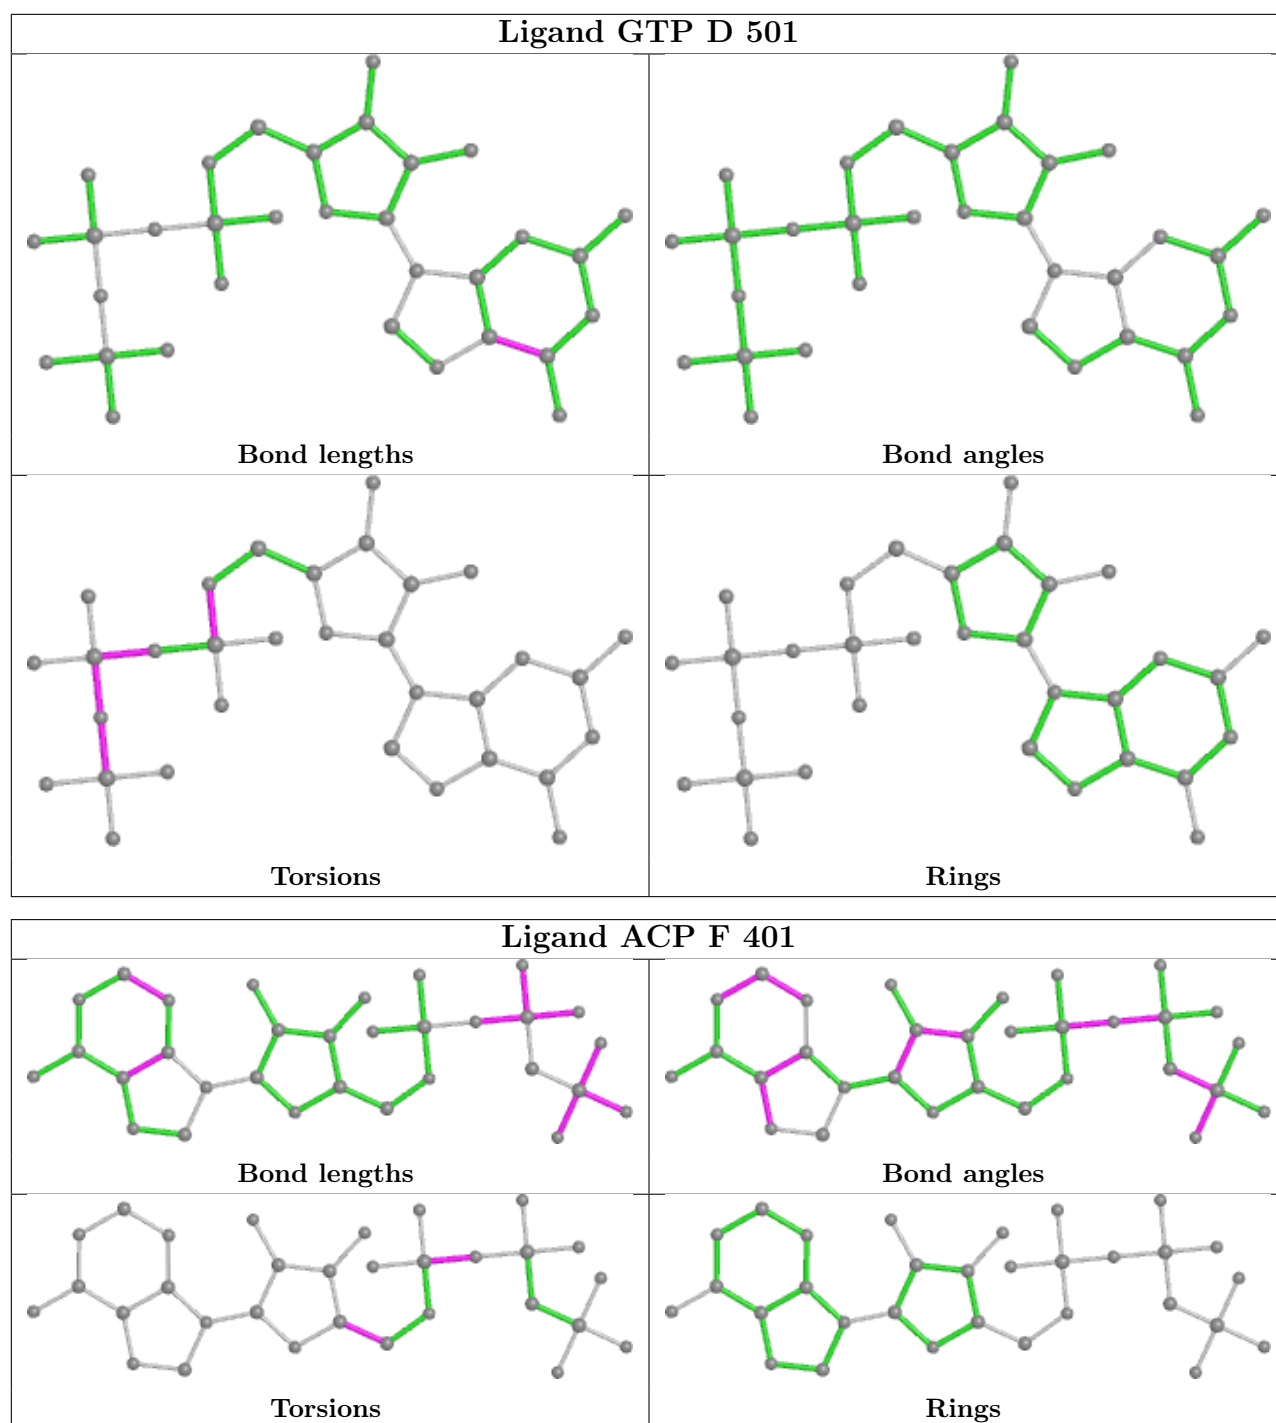 Ligand GTP D 501
Bond lengths
Bond angles
Torsions
Rings
Ligand ACP F 401
Bond lengths
Bond angles
Torsions
Rings